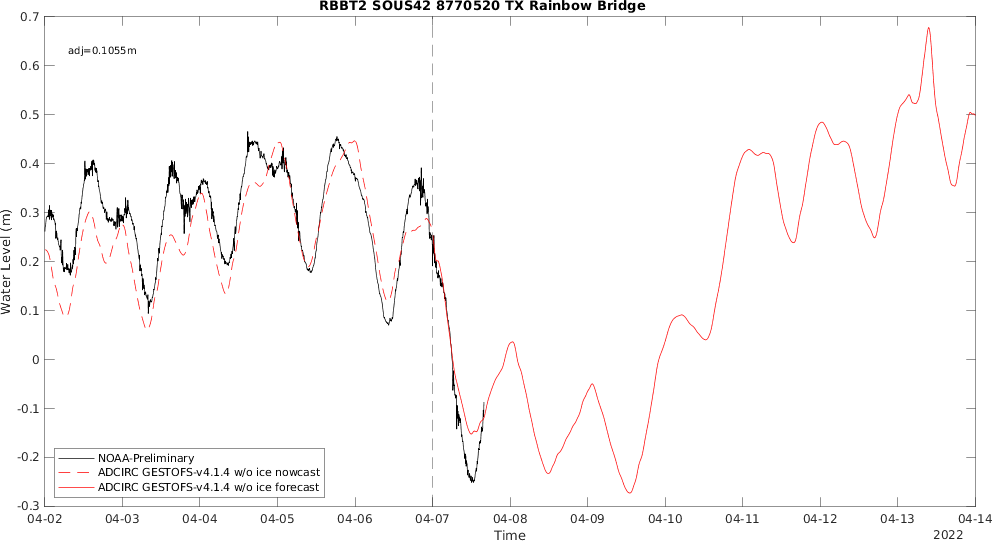 RBBT2 SOUS42 8770520 TX Rainbow Bridge
adj=0.1055m
0.7
0.6
0.5
0.4
0.3
0.2
0.1
0
-0.1
-0.2
-0.3
Water Level (m)
NOAA-Preliminary
ADCIRC GESTOFS-v4.1.4 w/o ice nowcast
ADCIRC GESTOFS-v4.1.4 w/o ice forecast
04-02 04-03 04-04 04-05 04-06 04-07 04-08 04-09 04-10 04-11 04-12 04-13 04-14
Time
2022